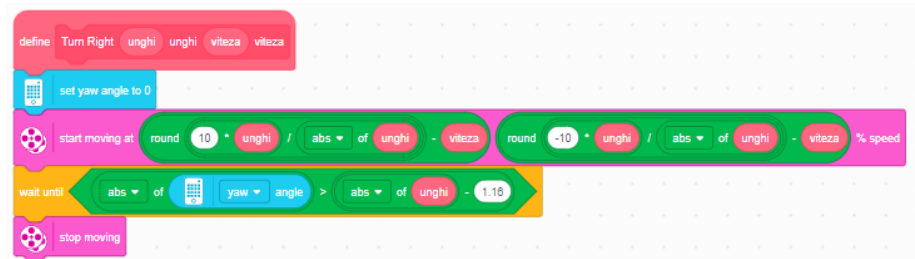 define Turn Right unghi unghi viteza viteza
set yaw angle to 0
start moving at round 10 * unghi / abs of unghi - viteza round -10 * unghi / abs of unghi - viteza % speed
wait until abs of yaw angle > abs of unghi - 1.16
stop moving